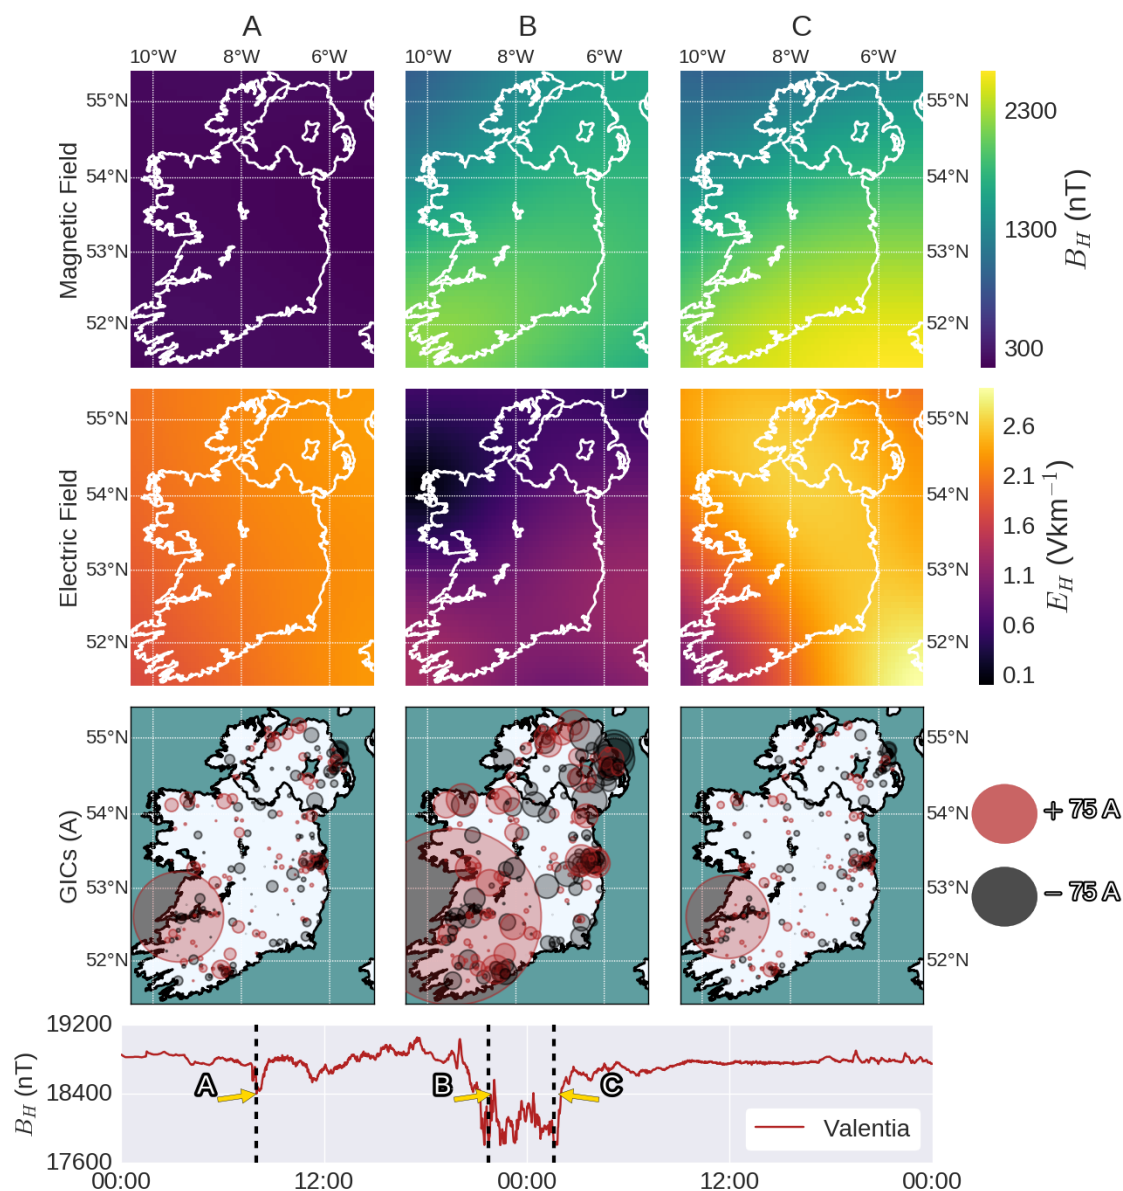 A B C
10°W 8°W 6°W 10°W 8°W 6°W 10°W 8°W 6°W
Magnetic Field
55°N
54°N
53°N
52°N
55°N
54°N
53°N
52°N
2300
1300
300
B_H (nT)
Electric Field
55°N
54°N
53°N
52°N
55°N
54°N
53°N
52°N
2.6
2.1
1.6
1.1
0.6
0.1
E_H (Vkm⁻¹)
GICs (A)
55°N
54°N
53°N
52°N
55°N
54°N
53°N
52°N
+ 75 A
− 75 A
B_H (nT)
19200
18400
17600
A B C
Valentia
00:00 12:00 00:00 12:00 00:00